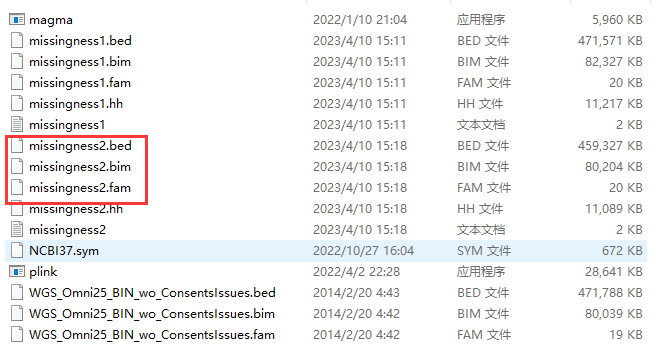 magma 2022/1/10 21:04 应用程序 5,960 KB
missingness1.bed 2023/4/10 15:11 BED 文件 471,571 KB
missingness1.bim 2023/4/10 15:11 BIM 文件 82,327 KB
missingness1.fam 2023/4/10 15:11 FAM 文件 20 KB
missingness1.hh 2023/4/10 15:11 HH 文件 11,217 KB
missingness1 2023/4/10 15:11 文本文档 2 KB
missingness2.bed 2023/4/10 15:18 BED 文件 459,327 KB
missingness2.bim 2023/4/10 15:18 BIM 文件 80,204 KB
missingness2.fam 2023/4/10 15:18 FAM 文件 20 KB
missingness2.hh 2023/4/10 15:18 HH 文件 11,089 KB
missingness2 2023/4/10 15:18 文本文档 2 KB
NCBI37.sym 2022/10/27 16:04 SYM 文件 672 KB
plink 2022/4/2 22:28 应用程序 28,641 KB
WGS_Omni25_BIN_wo_ConsentsIssues.bed 2014/2/20 4:43 BED 文件 471,788 KB
WGS_Omni25_BIN_wo_ConsentsIssues.bim 2014/2/20 4:42 BIM 文件 80,039 KB
WGS_Omni25_BIN_wo_ConsentsIssues.fam 2014/2/20 4:42 FAM 文件 19 KB